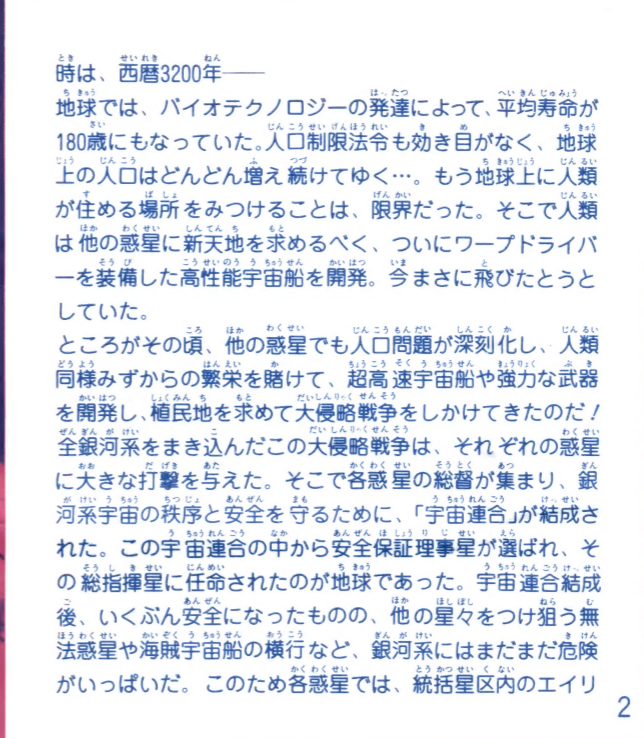 時は、西暦3200年──
地球では、バイオテクノロジーの発達によって、平均寿命が
180歳にもなっていた。人口制限法令も効き目がなく、地球
上の人口はどんどん増え続けてゆく…。もう地球上に人類
が住める場所をみつけることは、限界だった。そこで人類
は他の惑星に新天地を求めるべく、ついにワープドライバ
ーを装備した高性能宇宙船を開発。今まさに飛びたとうと
していた。
ところがその頃、他の惑星でも人口問題が深刻化し、人類
同様みずからの繁栄を賭けて、超高速宇宙船や強力な武器
を開発し、植民地を求めて大侵略戦争をしかけてきたのだ!
全銀河系をまき込んだこの大侵略戦争は、それぞれの惑星
に大きな打撃を与えた。そこで各惑星の総督が集まり、銀
河系宇宙の秩序と安全を守るために、「宇宙連合」が結成さ
れた。この宇宙連合の中から安全保証理事星が選ばれ、そ
の総指揮星に任命されたのが地球であった。宇宙連合結成
後、いくぶん安全になったものの、他の星々をつけ狙う無
法惑星や海賊宇宙船の横行など、銀河系にはまだまだ危険
がいっぱいだ。このため各惑星では、統括星区内のエイリ
2